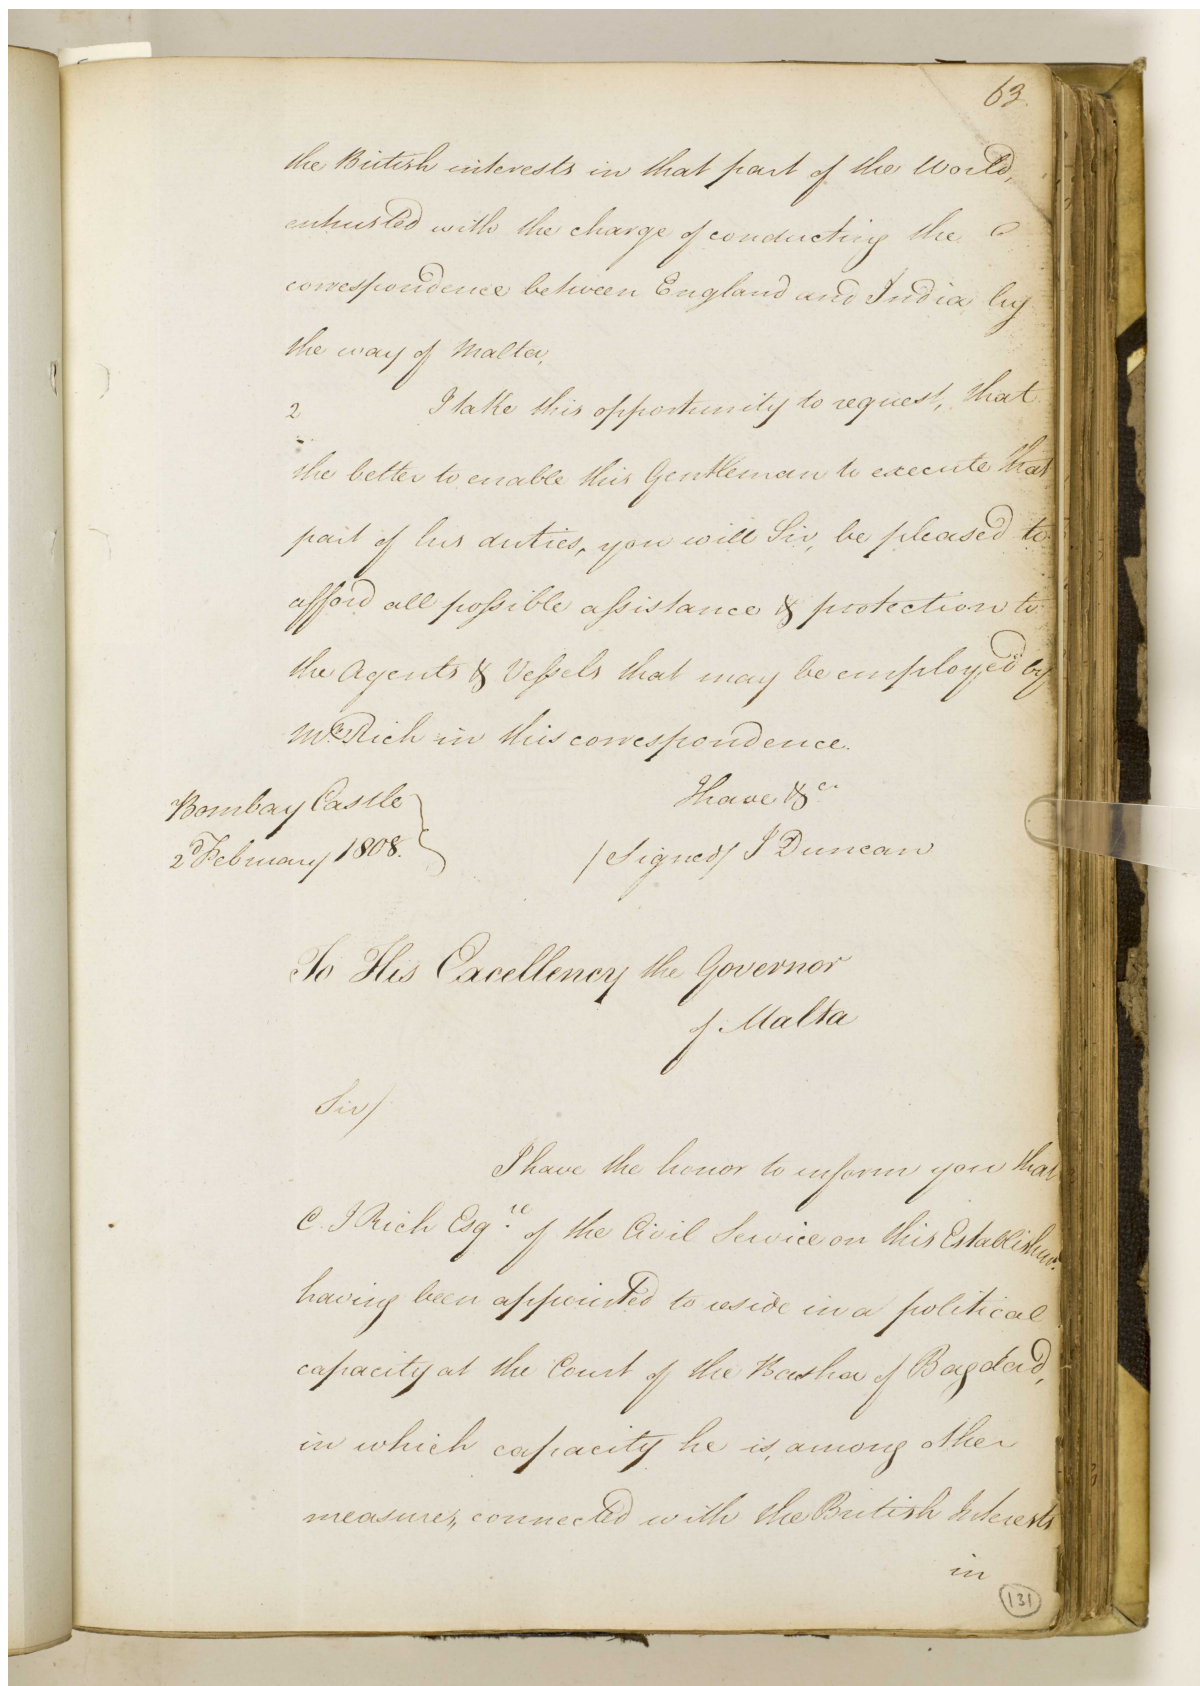 63.
the British interests in that part of the World,
entrusted with the charge of conducting the
correspondence between England and India by
the way of Malta.
2 I take this opportunity to request, that
the better to enable this Gentleman to execute that
part of his duties, you will Sir, be pleased to
afford all possible assistance & protection to
the Agents & Vessels that may be employed by
Mr. Rich in this correspondence.
Bombay Castle
2d February 1808.
I have &ca.
/Signed/ J Duncan
To His Excellency the Governor
of Malta
Sir/
I have the honor to inform you that
C. J Rich Esqre. of the Civil Service on this Establishmt.
having been appointed to reside in a political
capacity at the Court of the Basha of Bagdad,
in which capacity he is, among other
measures, connected with the British Interests
in
131